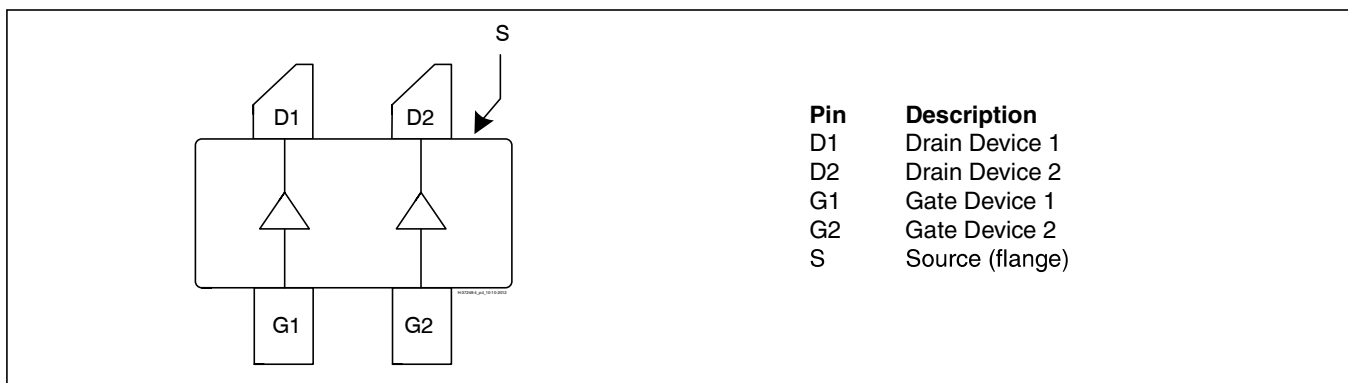 S
D1 D2
G1 G2
Pin Description
D1 Drain Device 1
D2 Drain Device 2
G1 Gate Device 1
G2 Gate Device 2
S Source (flange)